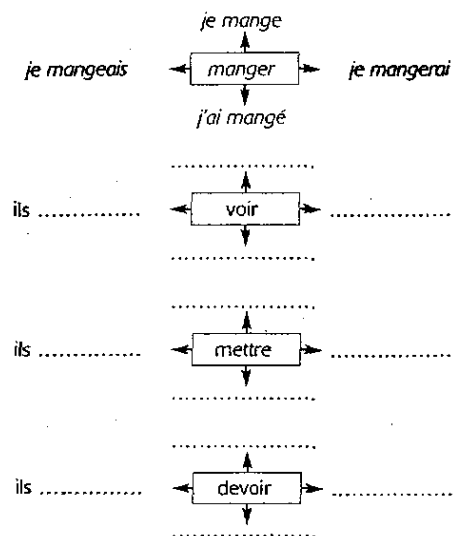 je mange
je mangeais manger je mangerai
j'ai mangé
....................................
ils .......................... voir ..............................
....................................
....................................
ils .......................... mettre ..............................
....................................
....................................
ils .......................... devoir ..............................
....................................